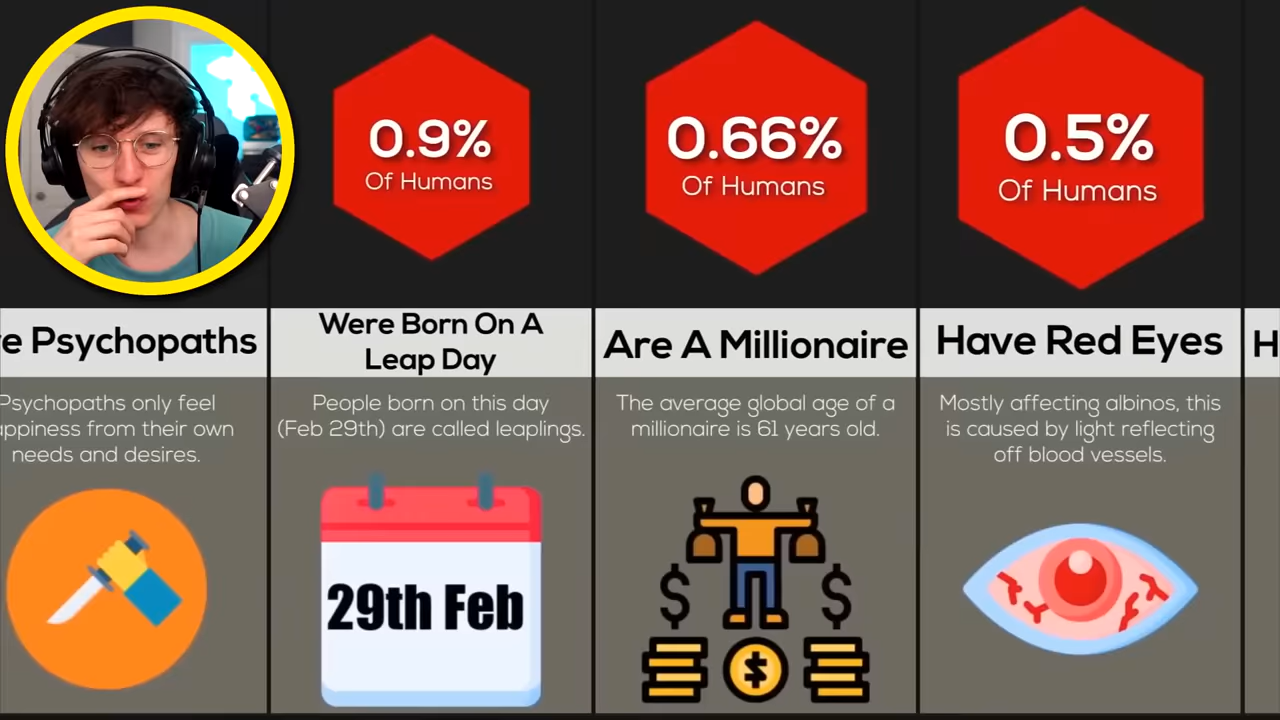 0.9%
Of Humans
0.66%
Of Humans
0.5%
Of Humans
e Psychopaths
Were Born On A
Leap Day
Are A Millionaire
Have Red Eyes
H
Psychopaths only feel
appiness from their own
needs and desires.
People born on this day
(Feb 29th) are called leaplings.
The average global age of a
millionaire is 61 years old.
Mostly affecting albinos, this
is caused by light reflecting
off blood vessels.
29th Feb
$
$
$